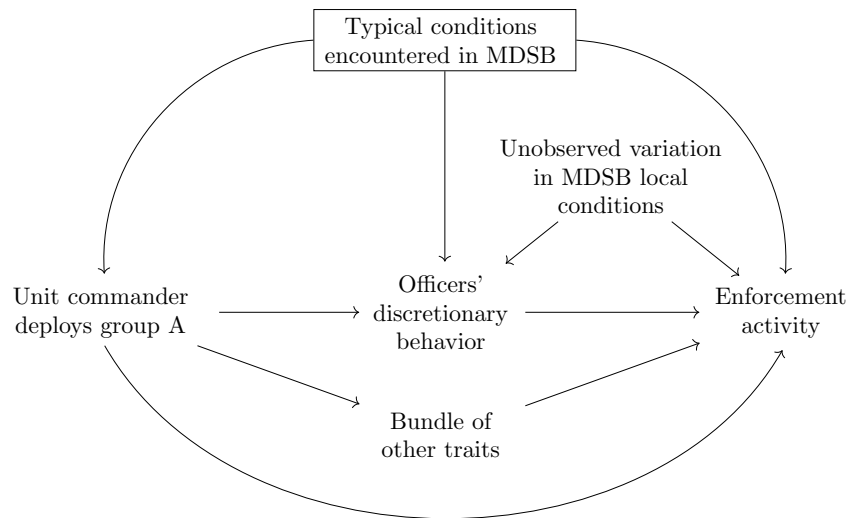 Typical conditions
encountered in MDSB
Unobserved variation
in MDSB local
conditions
Unit commander
deploys group A
Officers’
discretionary
behavior
Enforcement
activity
Bundle of
other traits